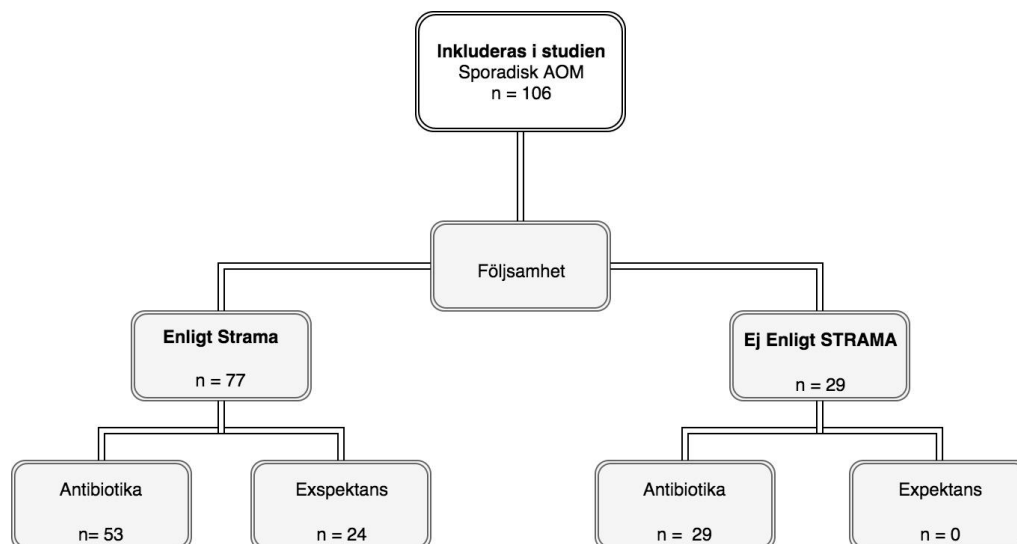 Inkluderas i studien
Sporadisk AOM
n = 106
Följsamhet
Enligt Strama
n = 77
Ej Enligt STRAMA
n = 29
Antibiotika
n= 53
Exspektans
n = 24
Antibiotika
n = 29
Expektans
n = 0